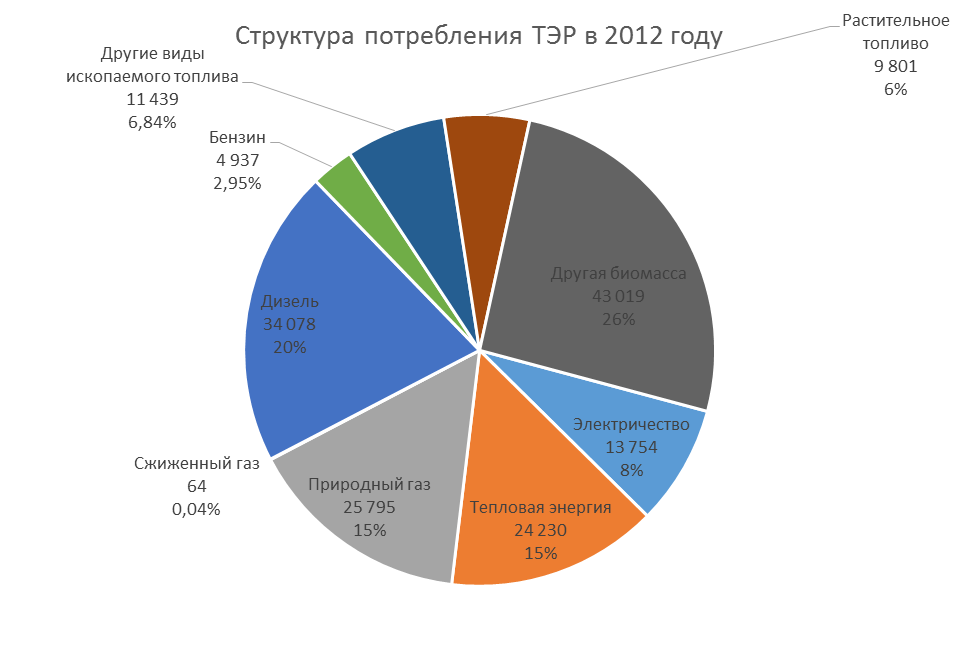 Структура потребления ТЭР в 2012 году
Растительное
топливо
9 801
6%
Другие виды
ископаемого топлива
11 439
6,84%
Бензин
4 937
2,95%
Другая биомасса
43 019
26%
Дизель
34 078
20%
Электричество
13 754
8%
Сжиженный газ
64
0,04%
Природный газ
25 795
15%
Тепловая энергия
24 230
15%